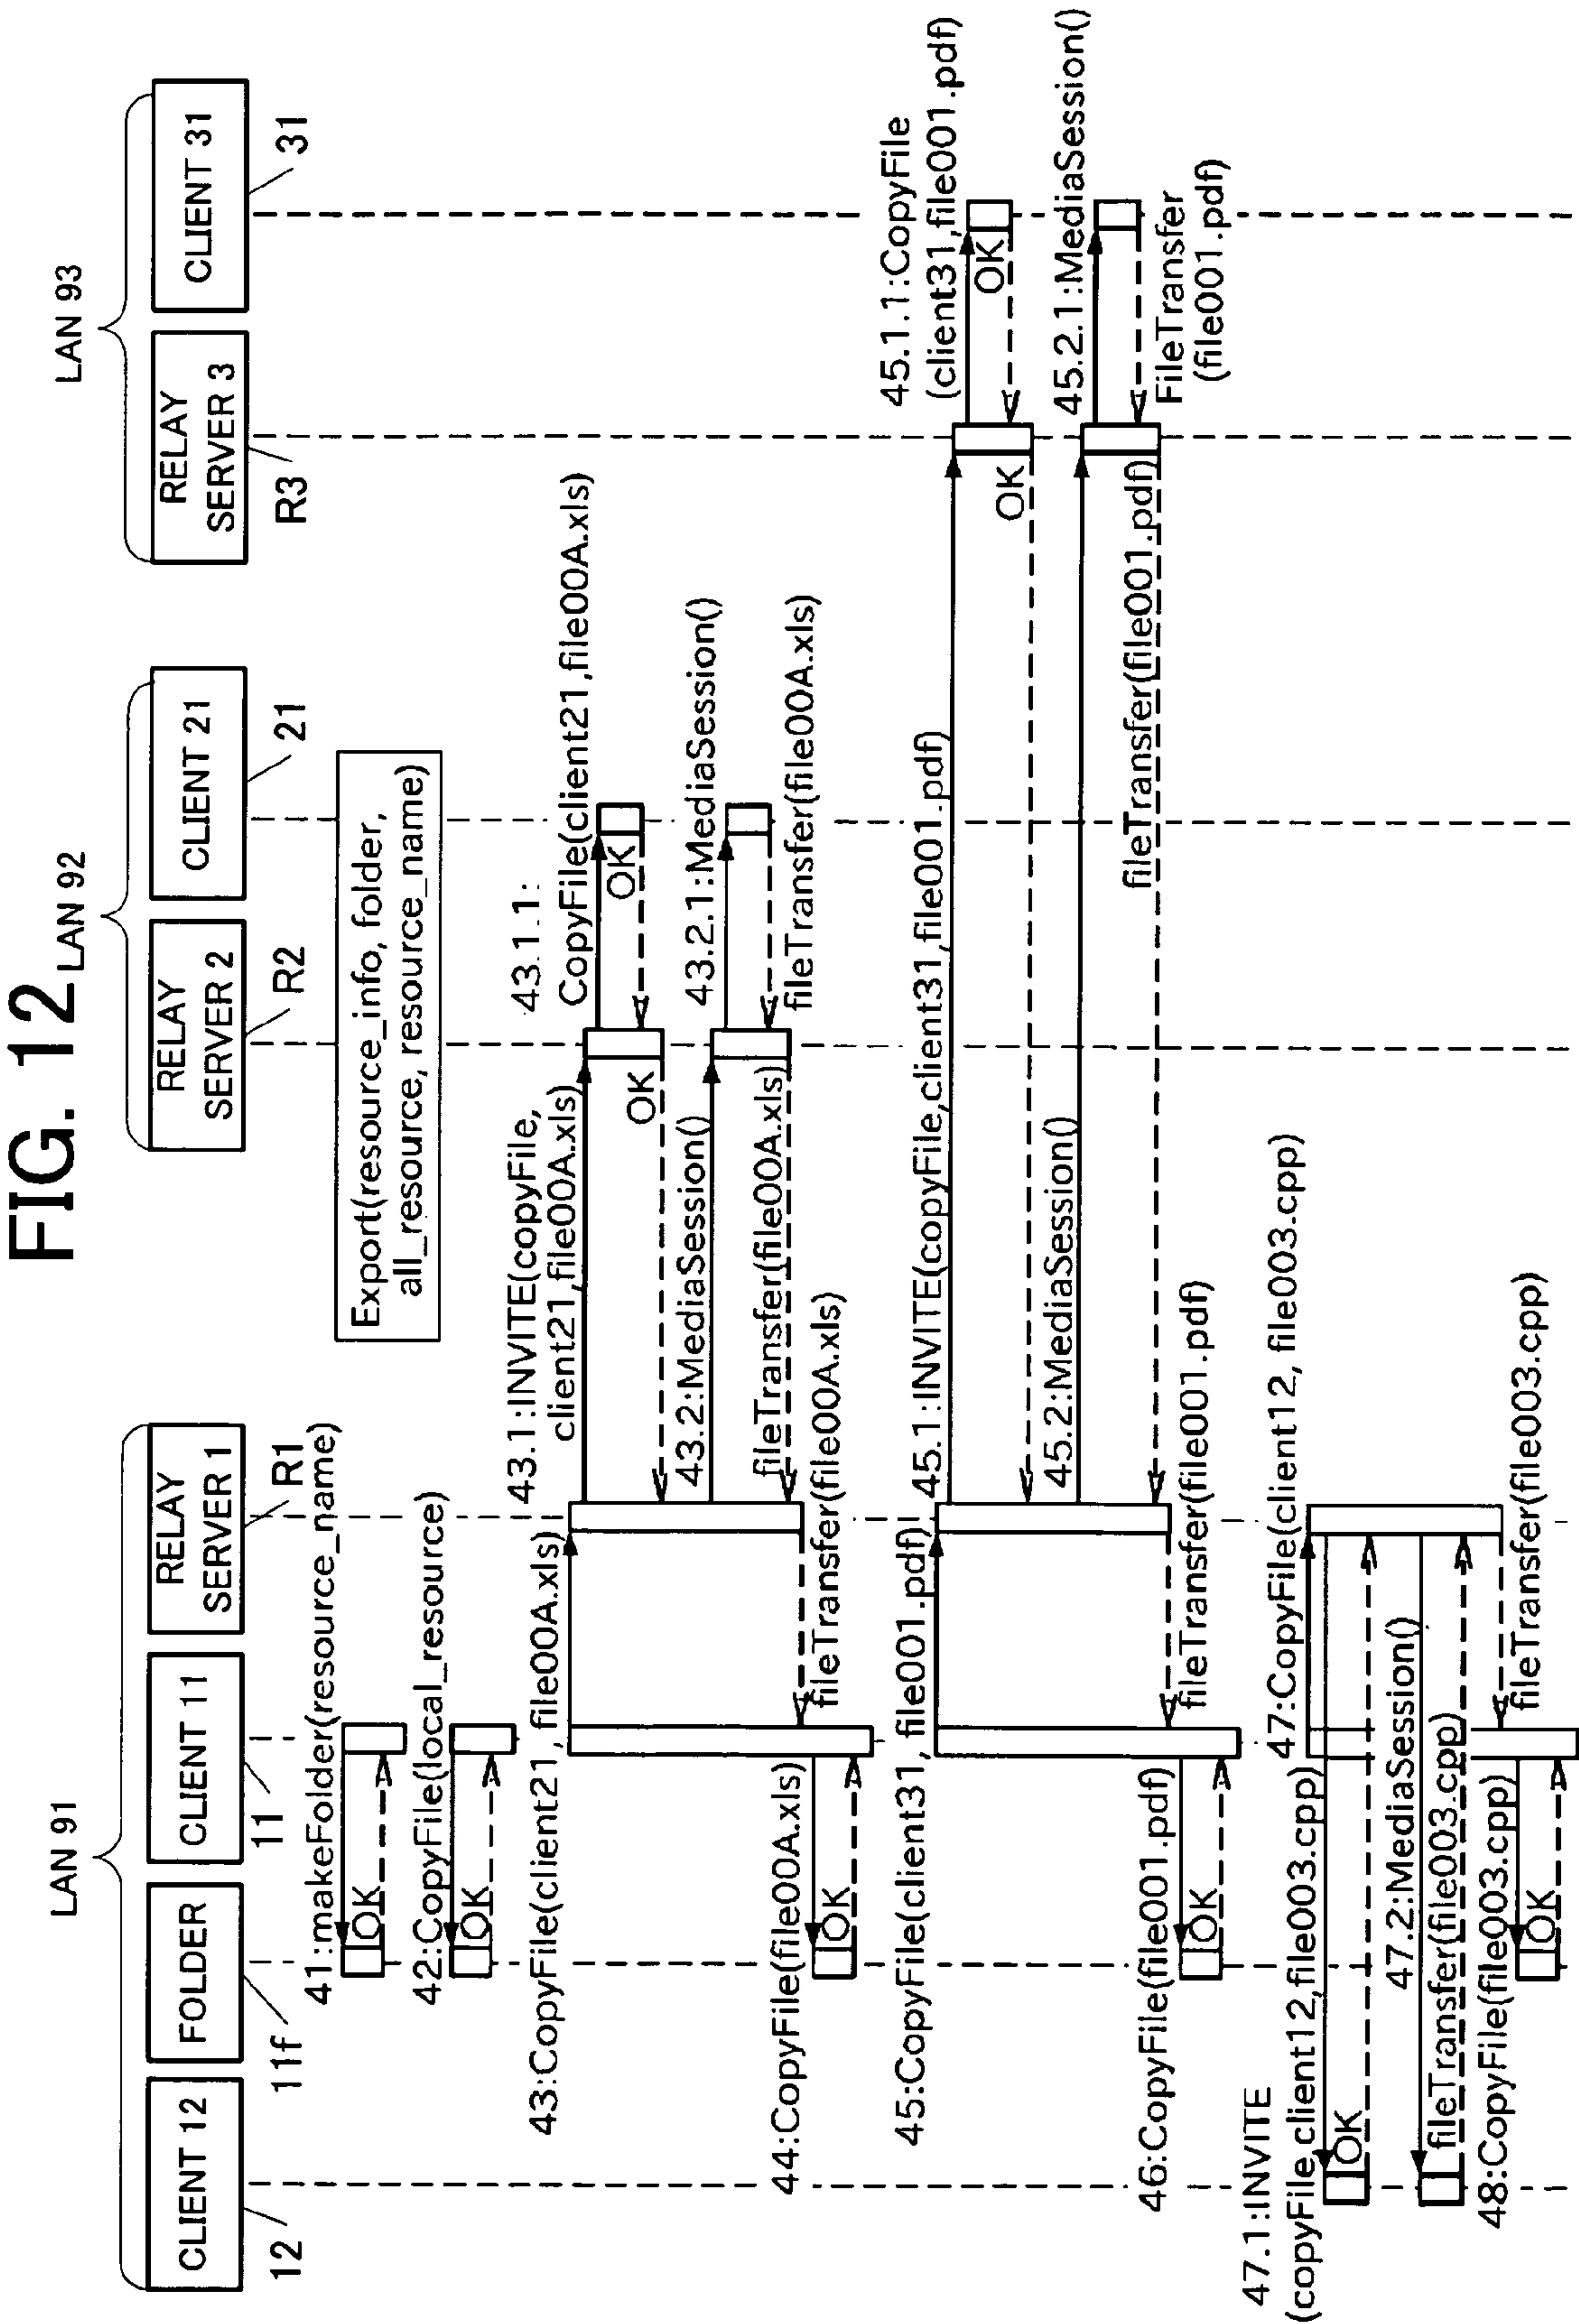 FIG. 12
LAN 91
LAN 92
LAN 93
CLIENT 12
FOLDER
CLIENT 11
RELAY
SERVER 1
RELAY
SERVER 2
CLIENT 21
RELAY
SERVER 3
CLIENT 31
12
11f
11
R1
R2
21
R3
31
Export(resource_info, folder,
all_resource, resource_name)
41:makeFolder(resource_name)
OK
42:CopyFile(local_resource)
OK
43:CopyFile(client21, file00A.xls)
43.1:INVITE(copyFile,
client21,file00A.xls)
43.1.1:
CopyFile(client21,file00A.xls)
OK
OK
43.2:MediaSession()
43.2.1:MediaSession()
fileTransfer(file00A.xls)
fileTransfer(file00A.xls)
fileTransfer(file00A.xls)
44:CopyFile(file00A.xls)
OK
45:CopyFile(client31, file001.pdf)
45.1:INVITE(copyFile,client31,file001.pdf)
45.1.1:CopyFile
(client31,file001.pdf)
OK
OK
45.2:MediaSession()
45.2.1:MediaSession()
FileTransfer
(file001.pdf)
fileTransfer(file001.pdf)
fileTransfer(file001.pdf)
46:CopyFile(file001.pdf)
OK
47:CopyFile(client12, file003.cpp)
47.1:INVITE
(copyFile,client12,file003.cpp)
OK
47.2:MediaSession()
fileTransfer(file003.cpp)
fileTransfer(file003.cpp)
48:CopyFile(file003.cpp)
OK